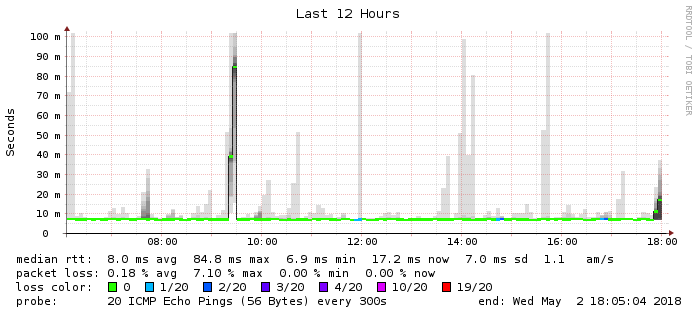 Last 12 Hours
RRDTOOL / TOBI OETIKER
Seconds
100 m
90 m
80 m
70 m
60 m
50 m
40 m
30 m
20 m
10 m
0
08:00 10:00 12:00 14:00 16:00 18:00
median rtt: 8.0 ms avg 84.8 ms max 6.9 ms min 17.2 ms now 7.0 ms sd 1.1 am/s
packet loss: 0.18 % avg 7.10 % max 0.00 % min 0.00 % now
loss color: 0 1/20 2/20 3/20 4/20 10/20 19/20
probe: 20 ICMP Echo Pings (56 Bytes) every 300s end: Wed May 2 18:05:04 2018